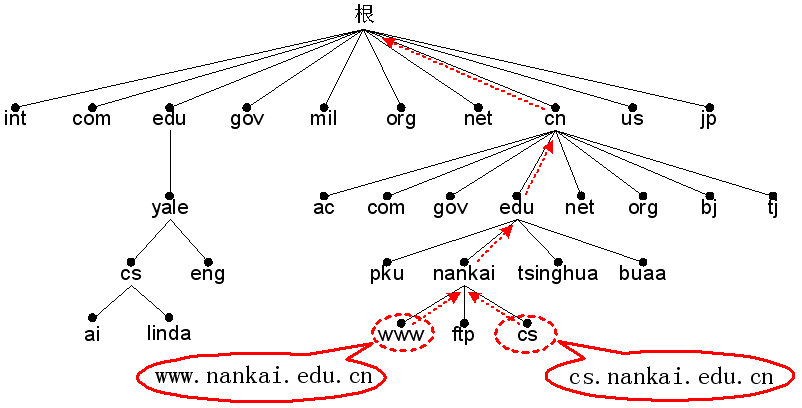 根
int com edu gov mil org net cn us jp
yale ac com gov edu net org bj tj
cs eng pku nankai tsinghua buaa
ai linda www ftp cs
www.nankai.edu.cn cs.nankai.edu.cn